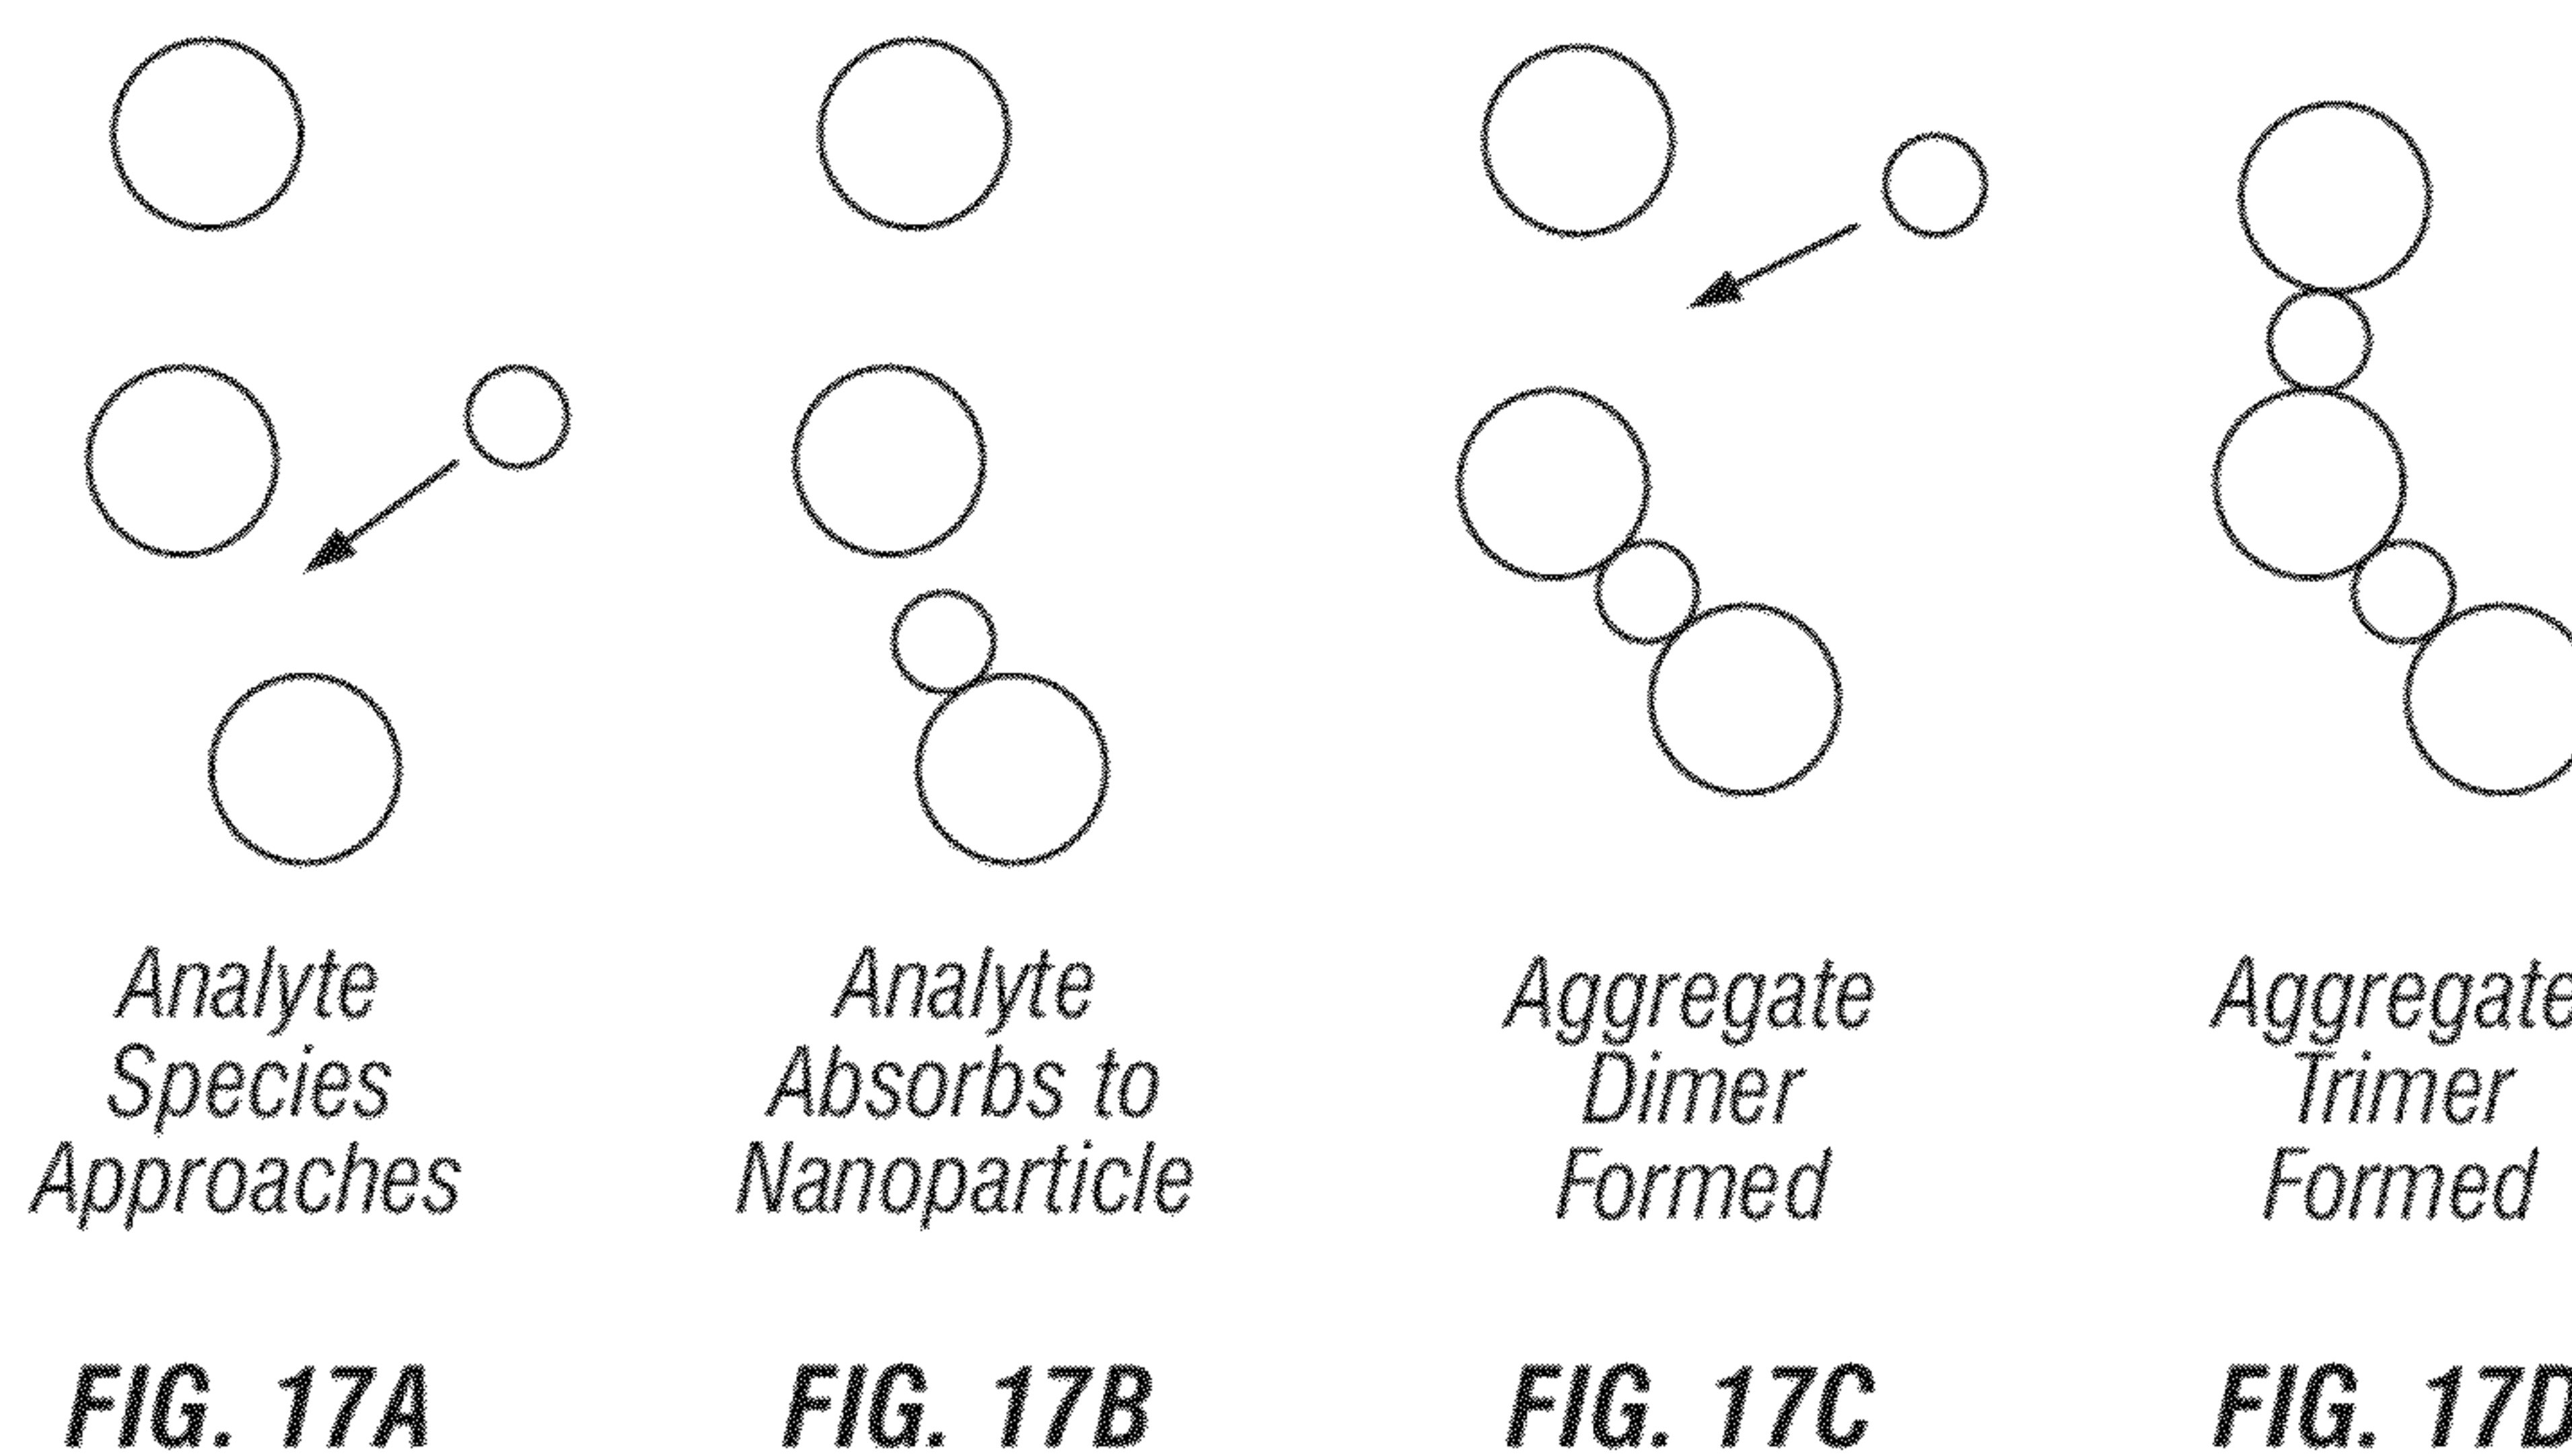 Analyte
Species
Approaches
FIG. 17A
Analyte
Absorbs to
Nanoparticle
FIG. 17B
Aggregate
Dimer
Formed
FIG. 17C
Aggregate
Trimer
Formed
FIG. 17D